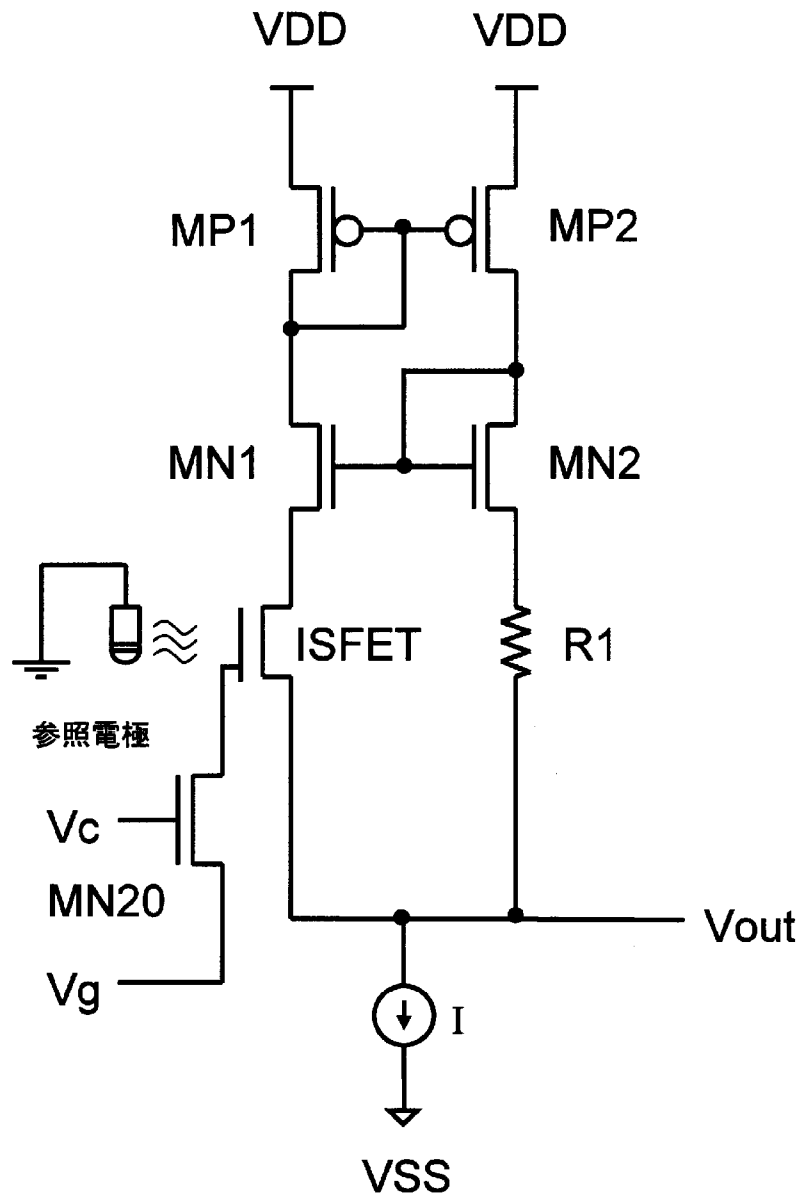 VDD
VDD
MP1
MP2
MN1
MN2
ISFET
R1
参照電極
Vc
MN20
Vg
Vout
I
VSS